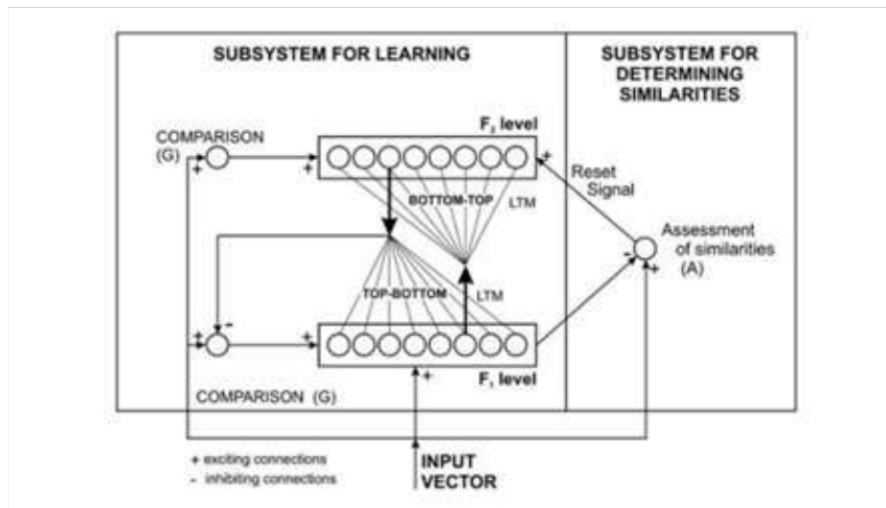 SUBSYSTEM FOR LEARNING
SUBSYSTEM FOR
DETERMINING
SIMILARITIES
F₂ level
COMPARISON
(G)
+
+
+
Reset
Signal
BOTTOM-TOP
LTM
Assessment
of similarities
(A)
-
+
TOP-BOTTOM
LTM
-
+
+
+
F₁ level
COMPARISON (G)
+ exciting connections
- inhibiting connections
INPUT
VECTOR